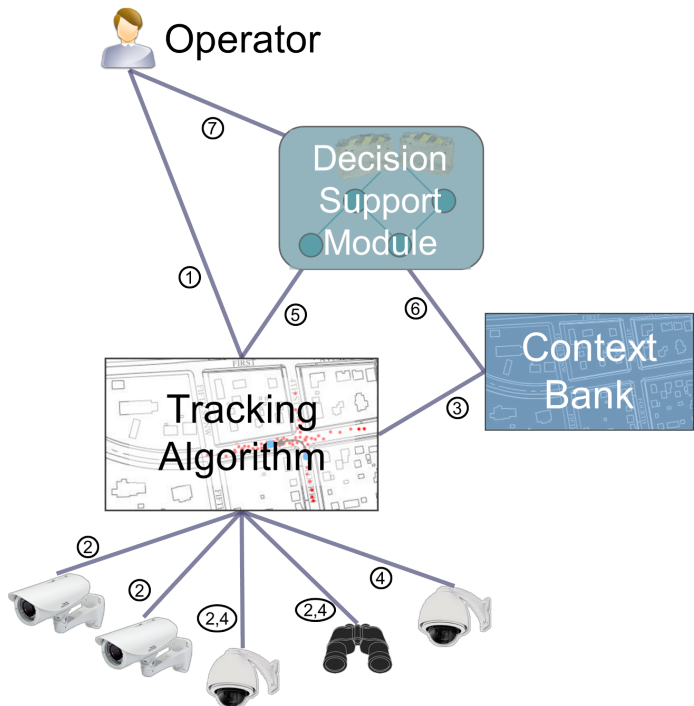 Operator
⑦
Decision
Support
Module
①
⑤
⑥
Context
Bank
FIRST
Tracking
Algorithm
③
②
②
2,4
2,4
④